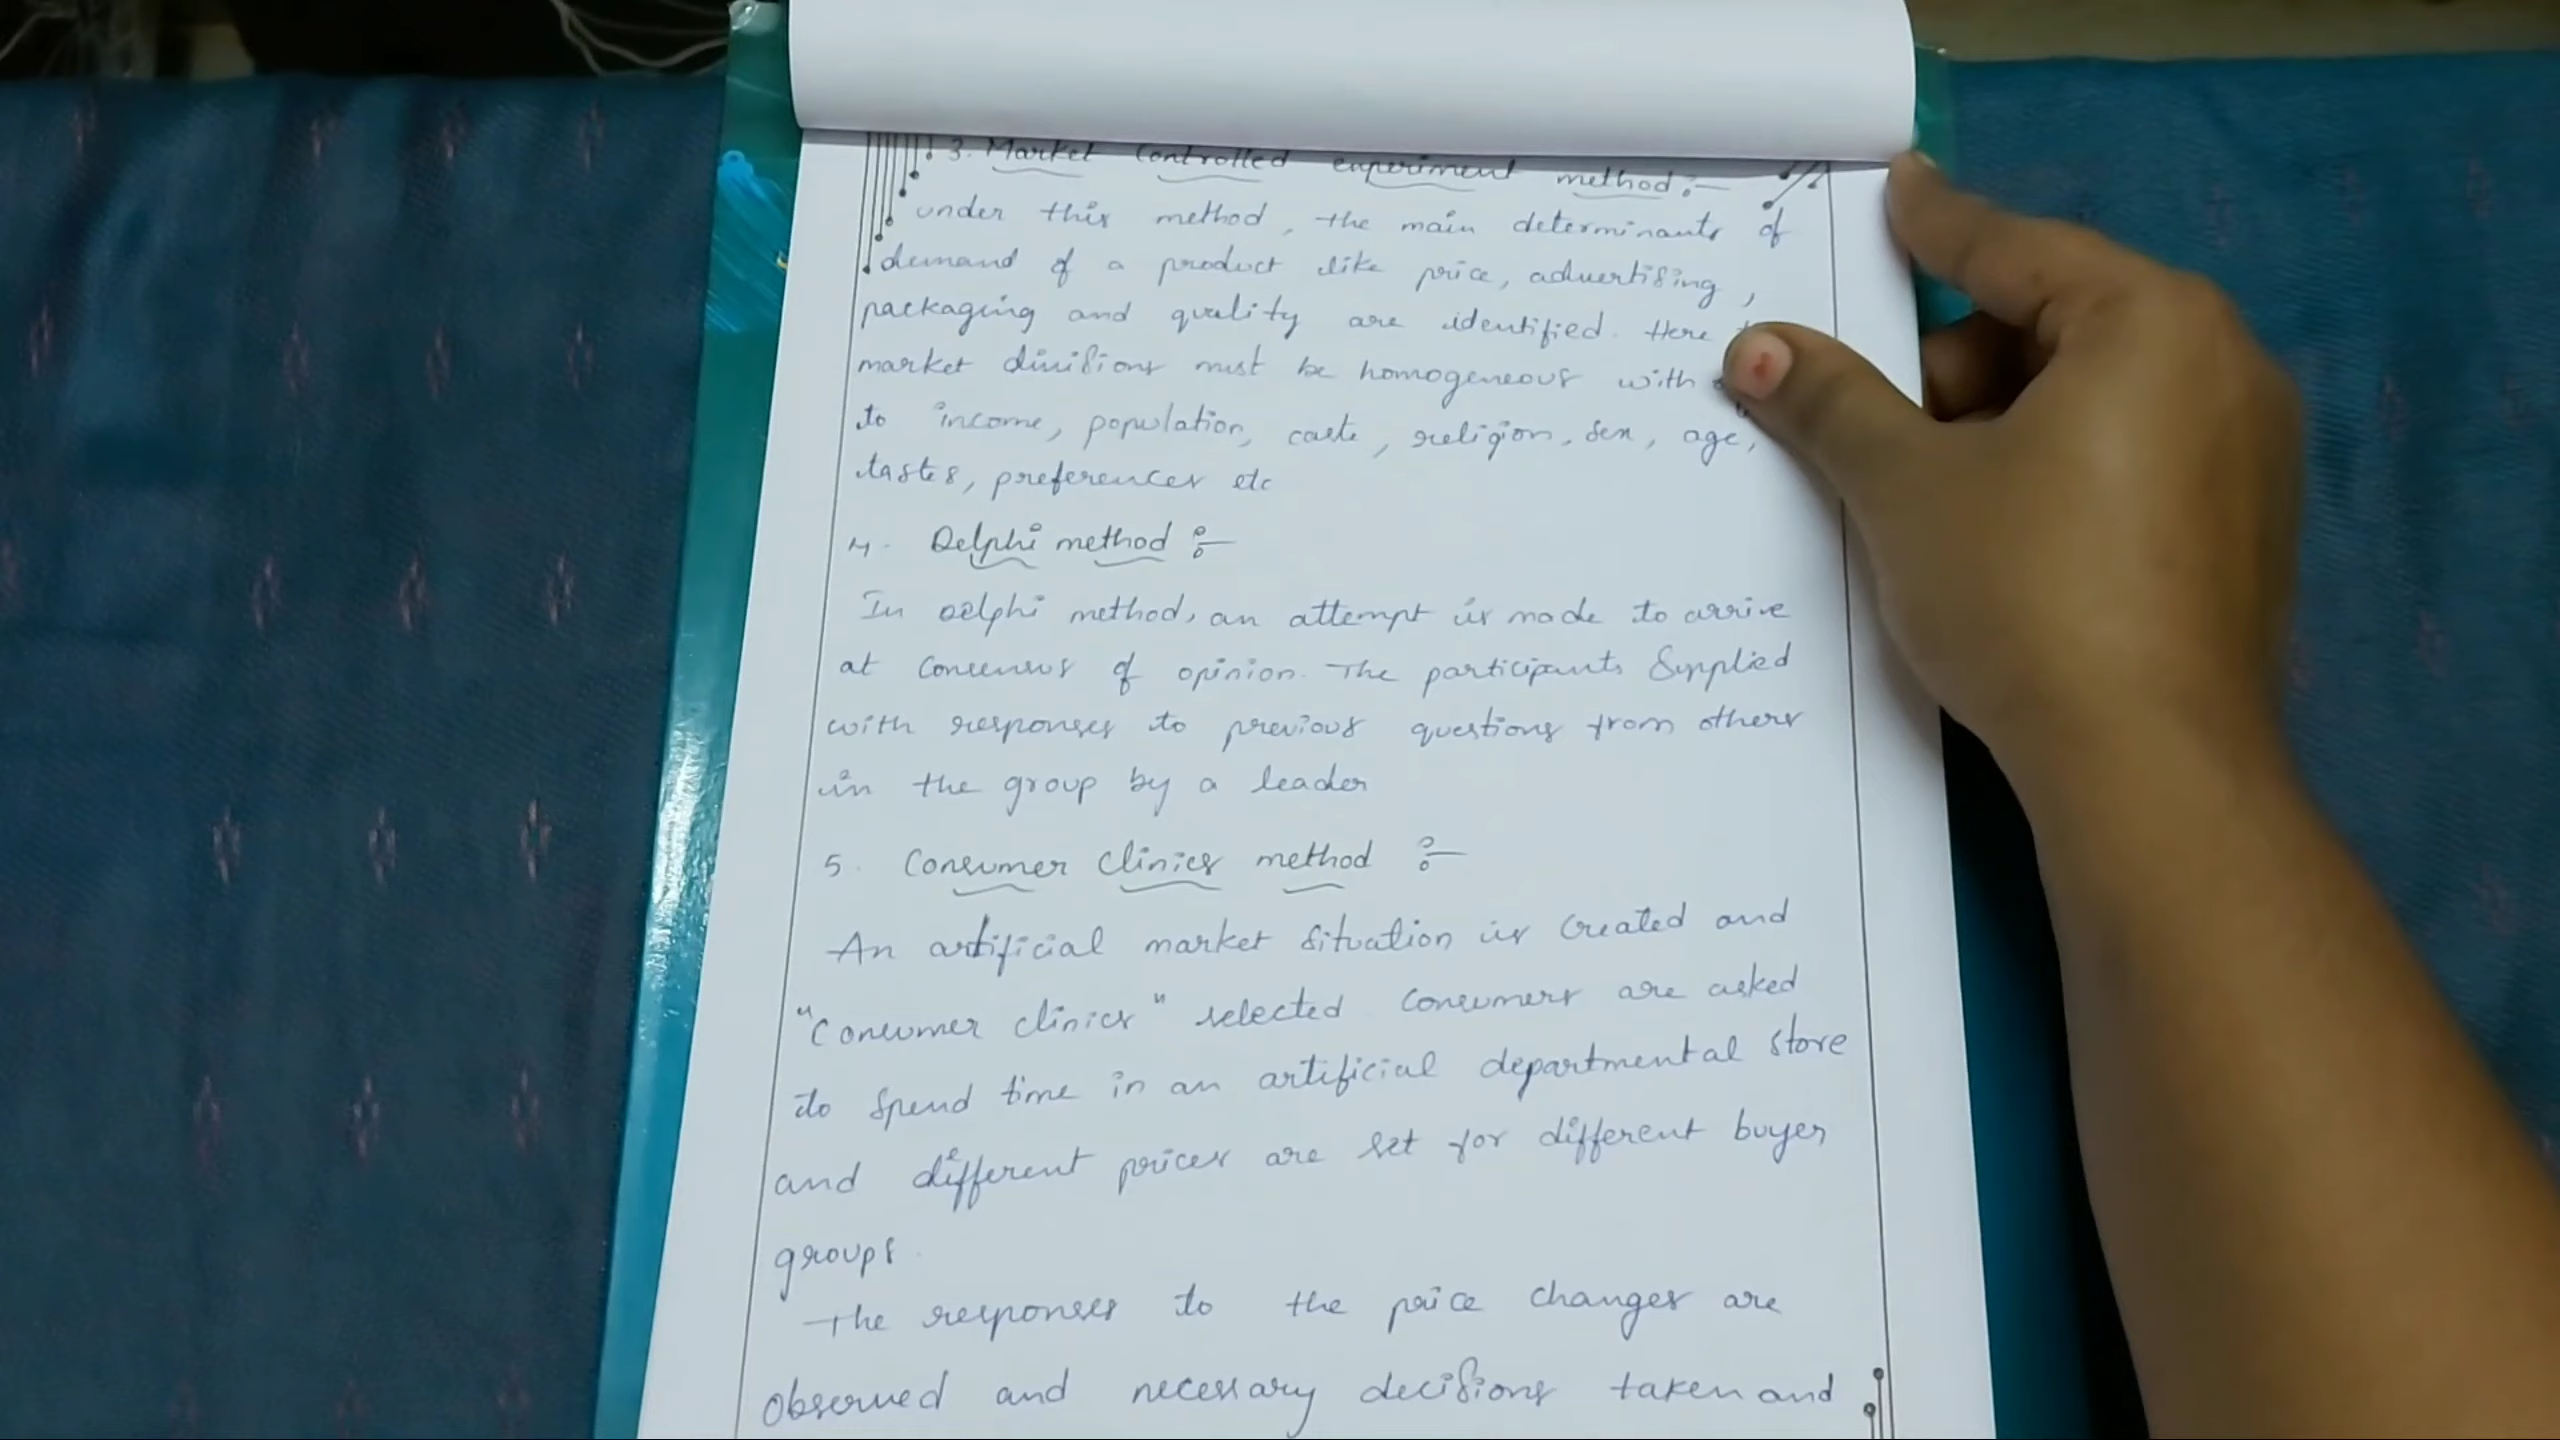 3. Market Controlled experiment method :-
under this method, the main determinants of
demand of a product like price, advertising,
packaging and quality are identified. Here
market divisions must be homogeneous with
to income, population, caste, religion, sex, age,
tastes, preferences etc
4. Delphi method :-
In delphi method, an attempt is made to arrive
at Concensus of opinion. The participants Supplied
with responses to previous questions from others
in the group by a leader
5. Consumer Clinics method :-
An artificial market situation is created and
"Consumer clinics" selected consumers are asked
to spend time in an artificial departmental store
and different prices are set for different buyer
groups.
The responses to the price changes are
observed and necessary decisions taken and